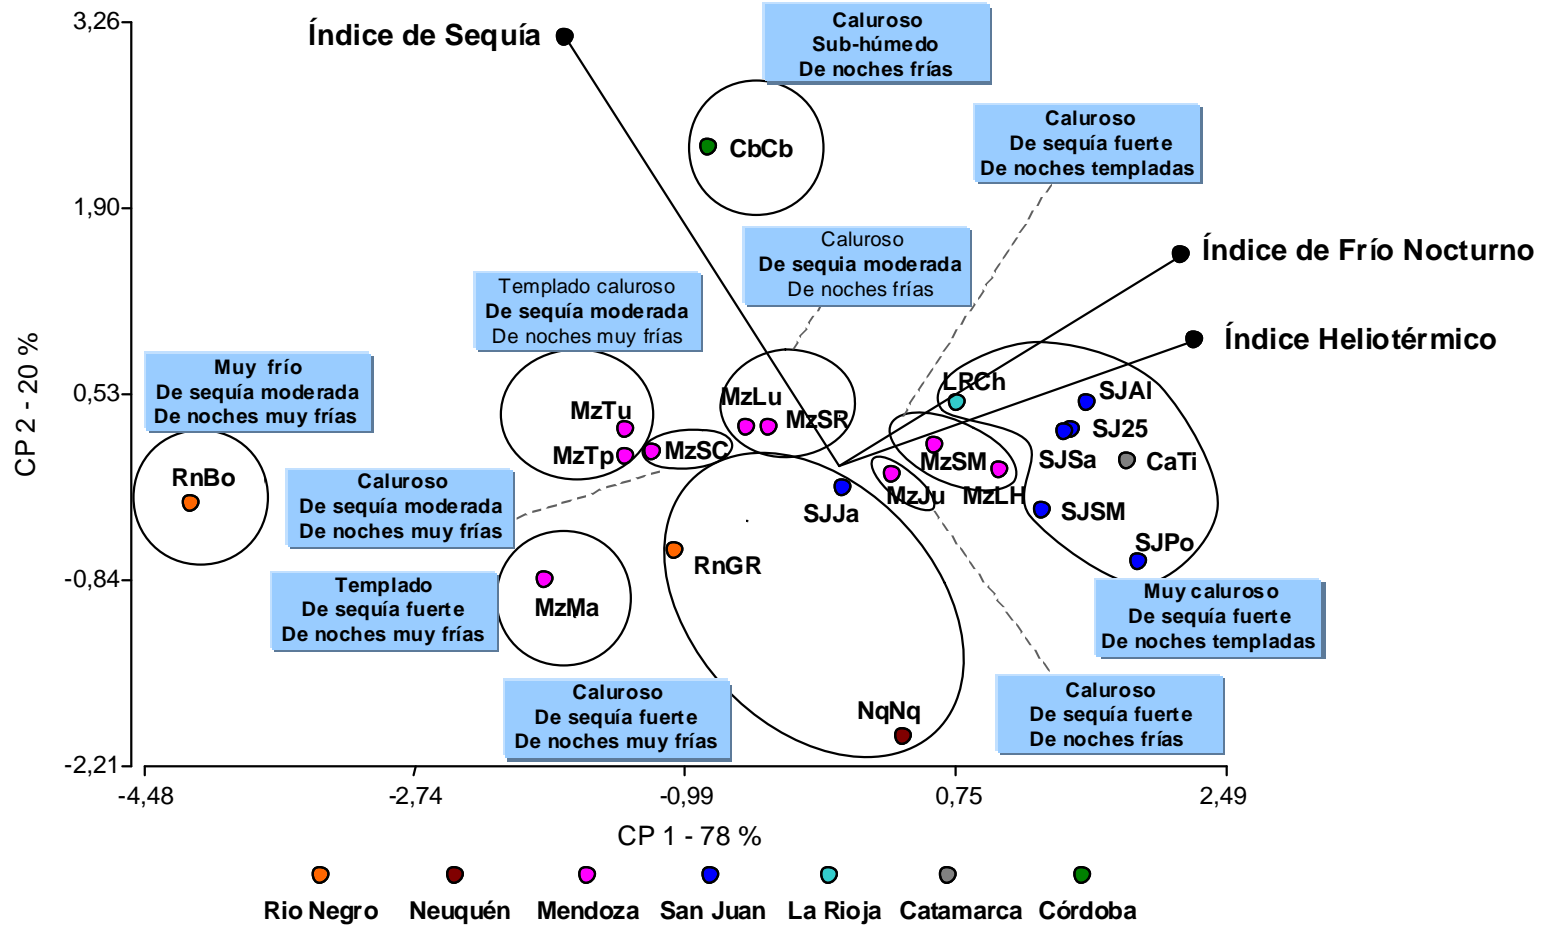 3,26
Índice de Sequía
Caluroso
Sub-húmedo
De noches frías
CbCb
Caluroso
De sequía fuerte
De noches templadas
1,90
Caluroso
De sequia moderada
De noches frías
Índice de Frío Nocturno
Templado caluroso
De sequía moderada
De noches muy frías
Índice Heliotérmico
Muy frío
De sequía moderada
De noches muy frías
0,53
CP 2 - 20 %
MzTu
MzTp
MzSC
MzLu
MzSR
LRCh
SJAl
SJ25
SJSa
CaTi
MzSM
MzLH
MzJu
SJJa
SJSM
SJPo
RnBo
Caluroso
De sequía moderada
De noches muy frías
RnGR
-0,84
Templado
De sequía fuerte
De noches muy frías
MzMa
Muy caluroso
De sequía fuerte
De noches templadas
Caluroso
De sequía fuerte
De noches muy frías
NqNq
Caluroso
De sequía fuerte
De noches frías
-2,21
-4,48
-2,74
-0,99
0,75
2,49
CP 1 - 78 %
Rio Negro
Neuquén
Mendoza
San Juan
La Rioja
Catamarca
Córdoba